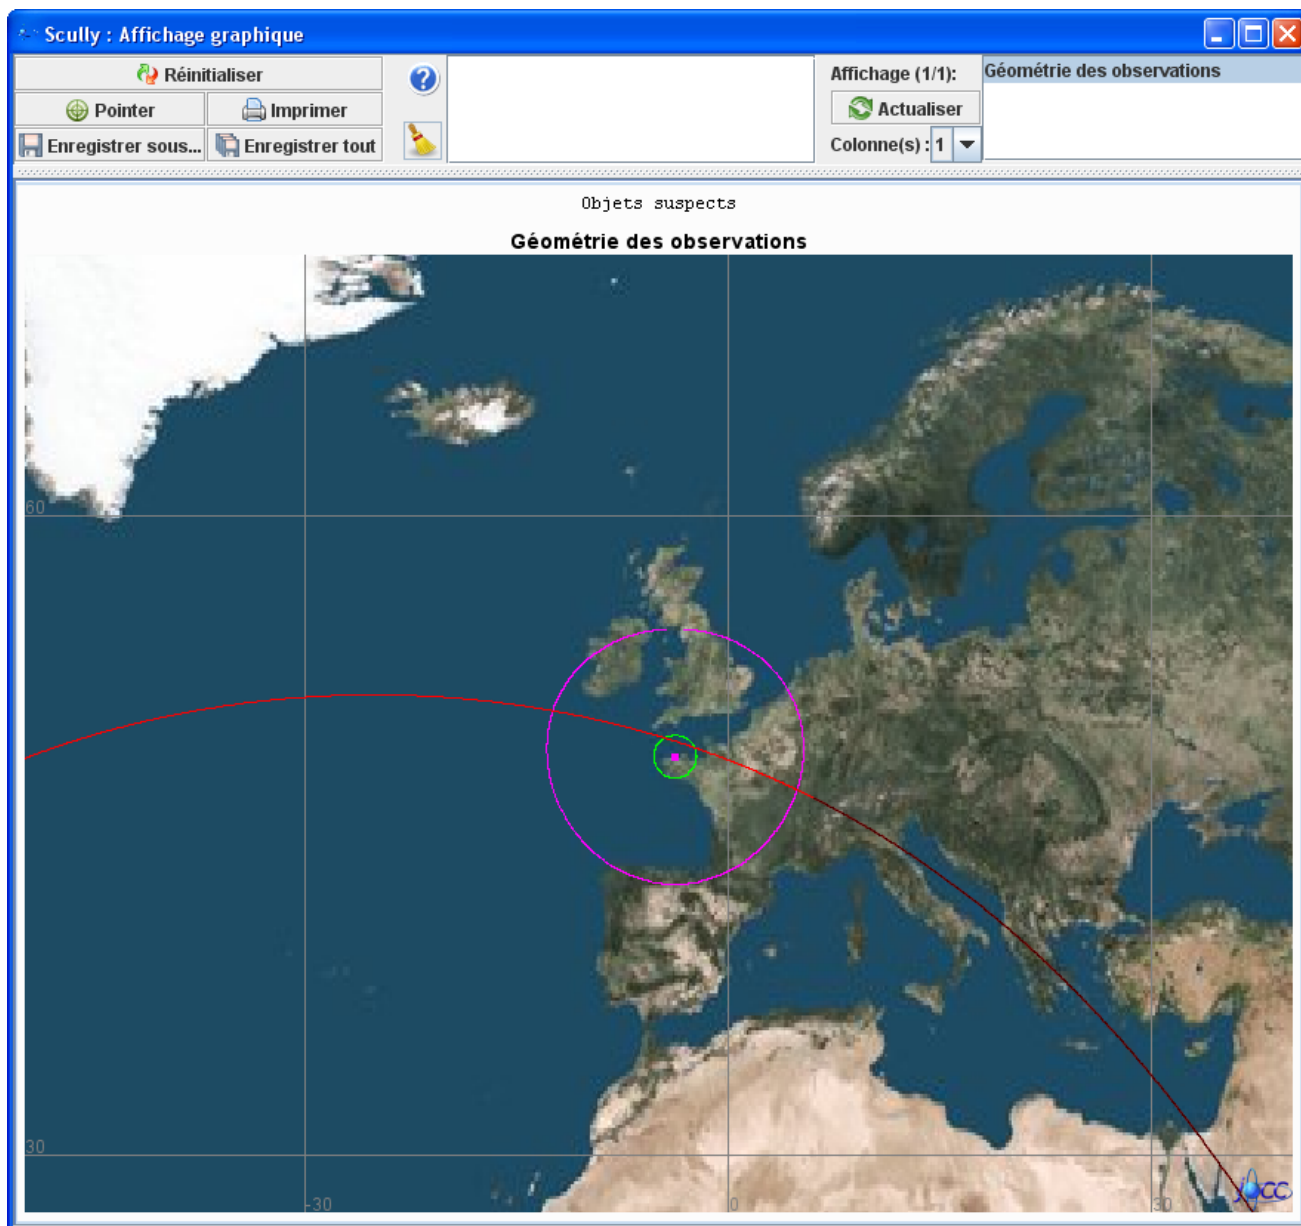 Scully : Affichage graphique
Réinitialiser
Pointer
Imprimer
Enregistrer sous...
Enregistrer tout
?
Affichage (1/1):
Actualiser
Colonne(s) : 1
Géométrie des observations
Objets suspects
Géométrie des observations
60
30
-30
0
30